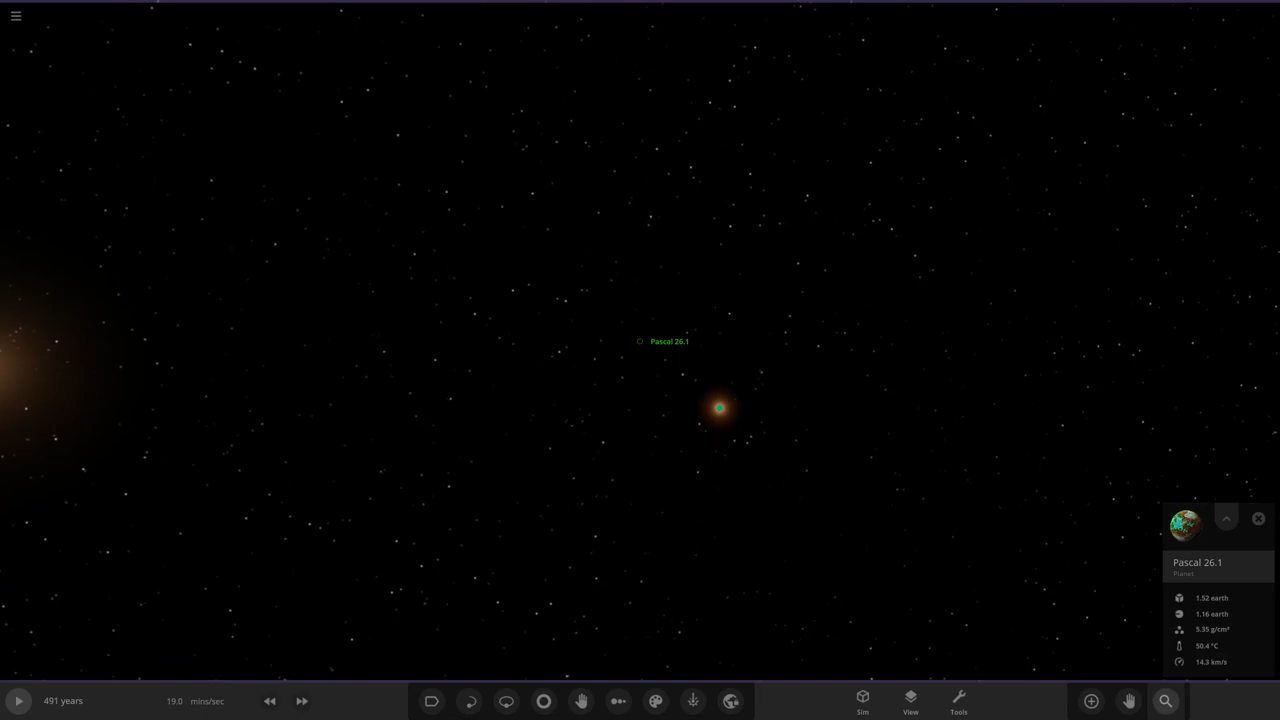 Pascal 26.1
Pascal 26.1
Planet
1.52 earth
1.16 earth
5.35 g/cm³
50.4 °C
14.3 km/s
491 years
19.0 mins/sec
Sim
View
Tools